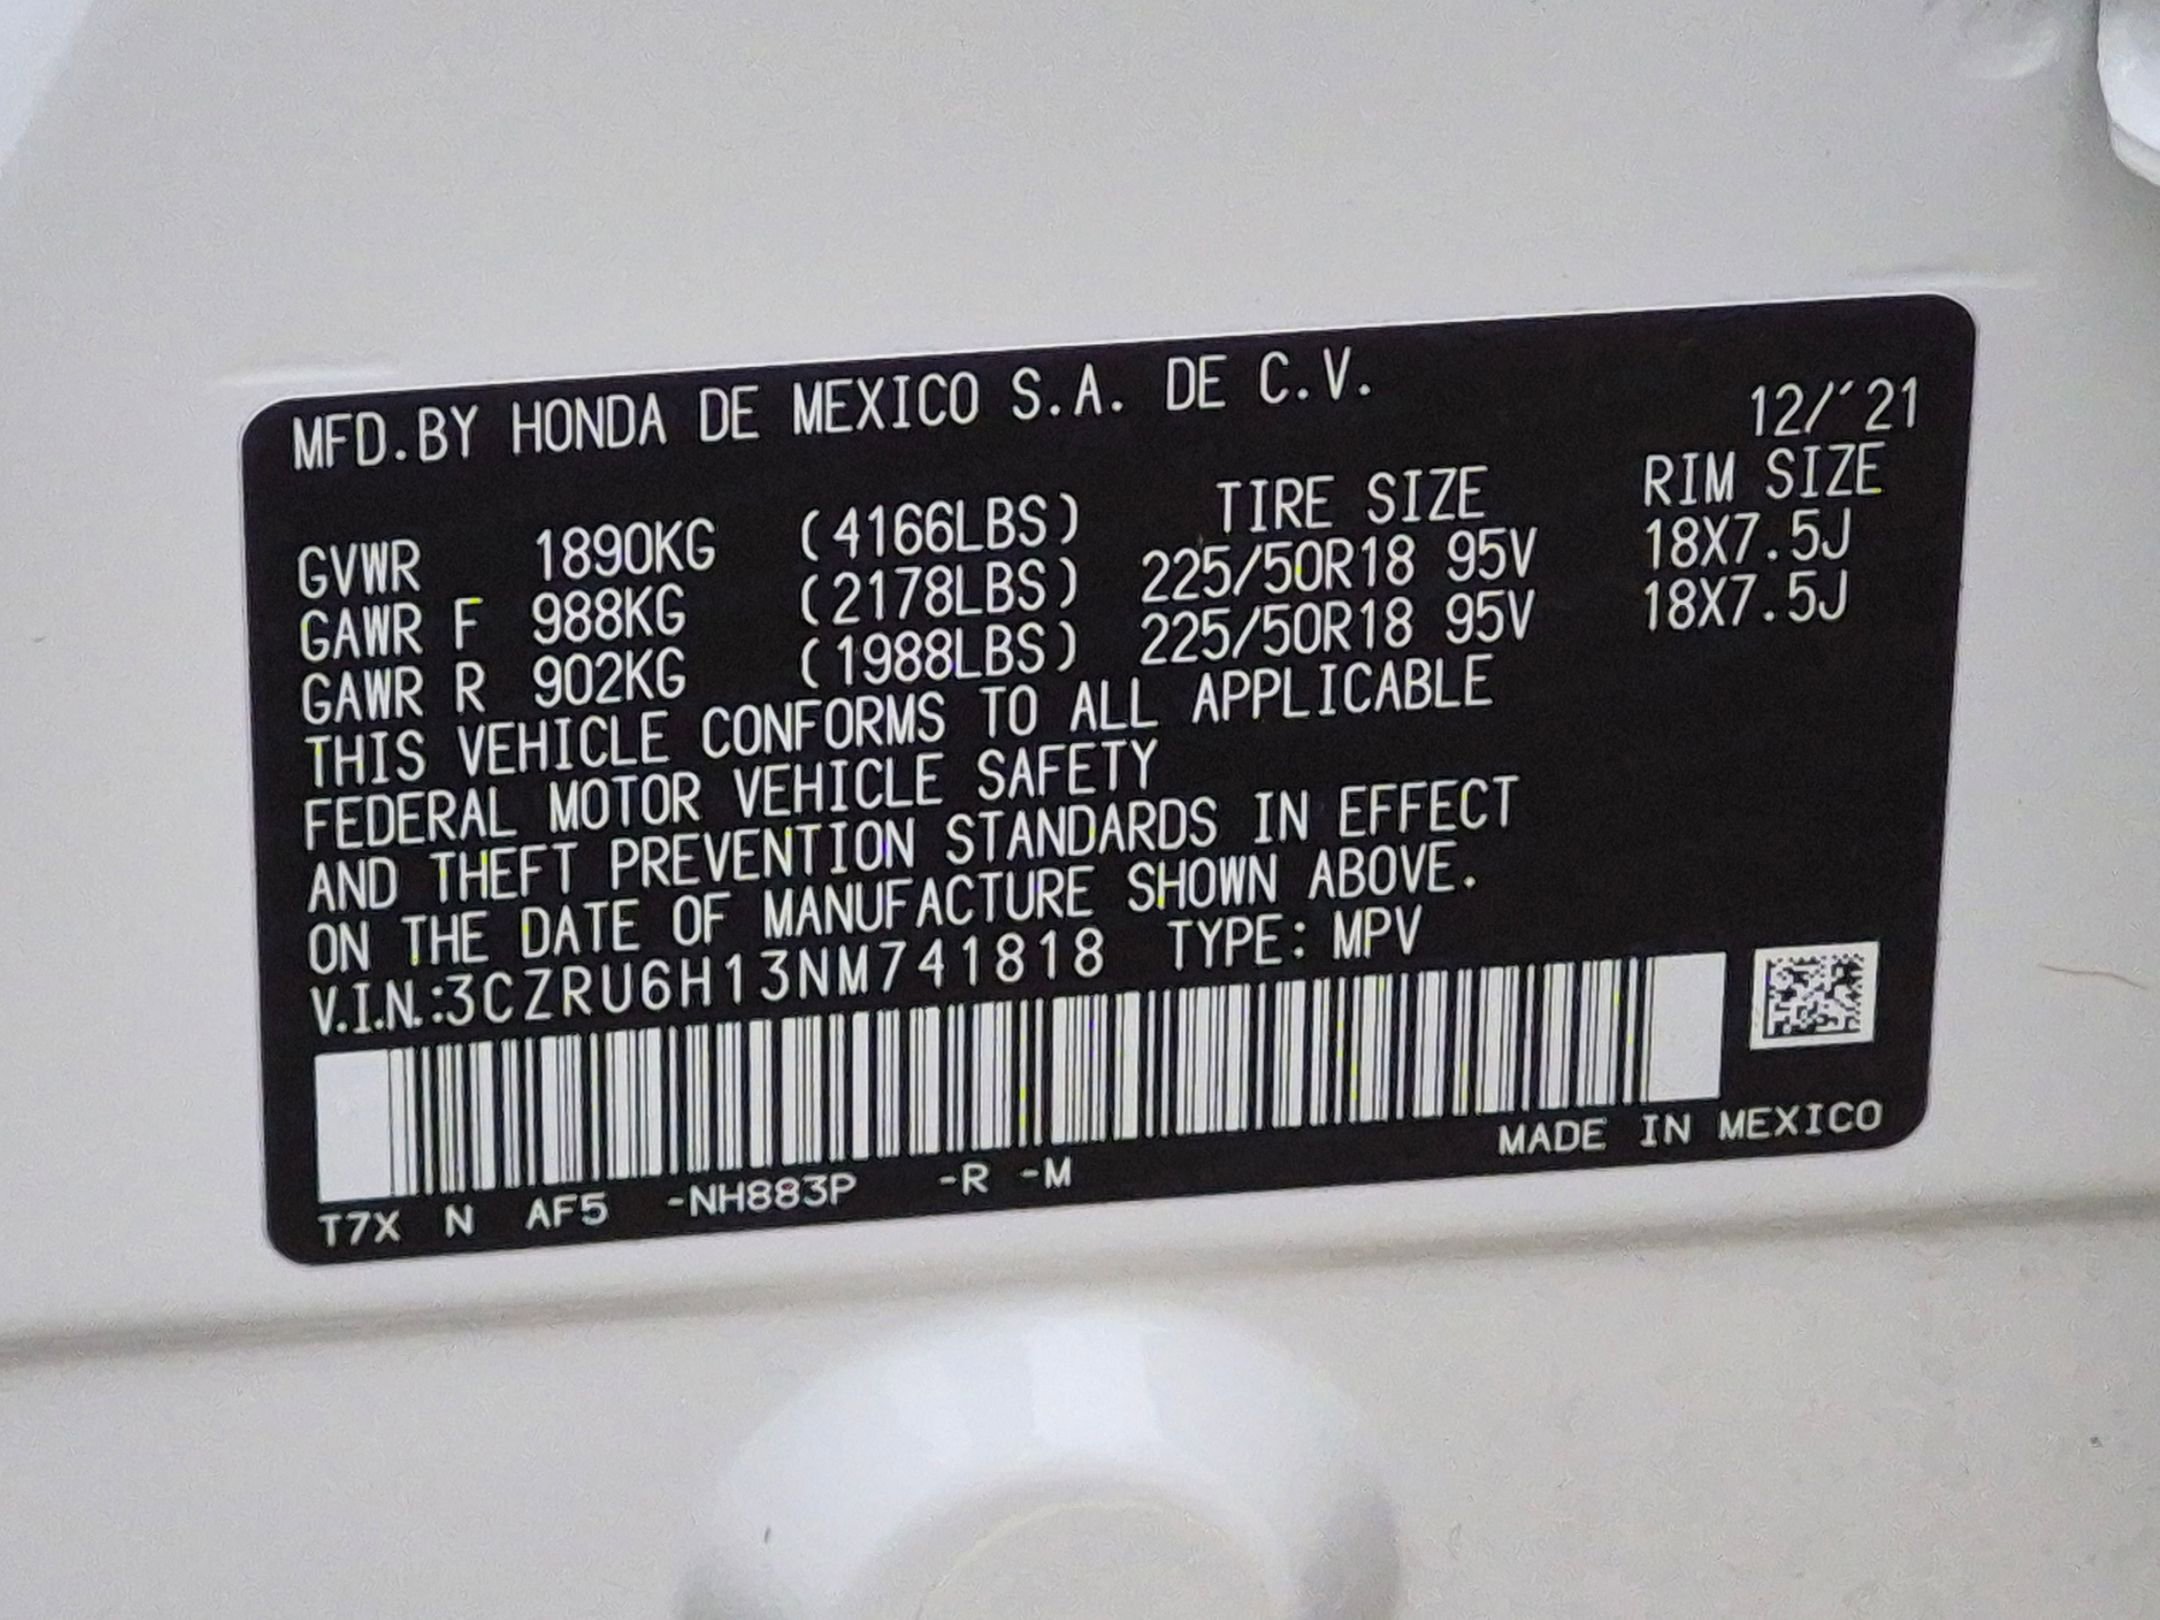 MFD.BY HONDA DE MEXICO S.A. DE C.V.
12/´21
TIRE SIZE RIM SIZE
GVWR 1890KG (4166LBS)
GAWR F 988KG (2178LBS) 225/50R18 95V 18X7.5J
GAWR R 902KG (1988LBS) 225/50R18 95V 18X7.5J
THIS VEHICLE CONFORMS TO ALL APPLICABLE
FEDERAL MOTOR VEHICLE SAFETY
AND THEFT PREVENTION STANDARDS IN EFFECT
ON THE DATE OF MANUFACTURE SHOWN ABOVE.
V.I.N.:3CZRU6H13NM741818 TYPE: MPV
MADE IN MEXICO
T7X N AF5 -NH883P -R -M